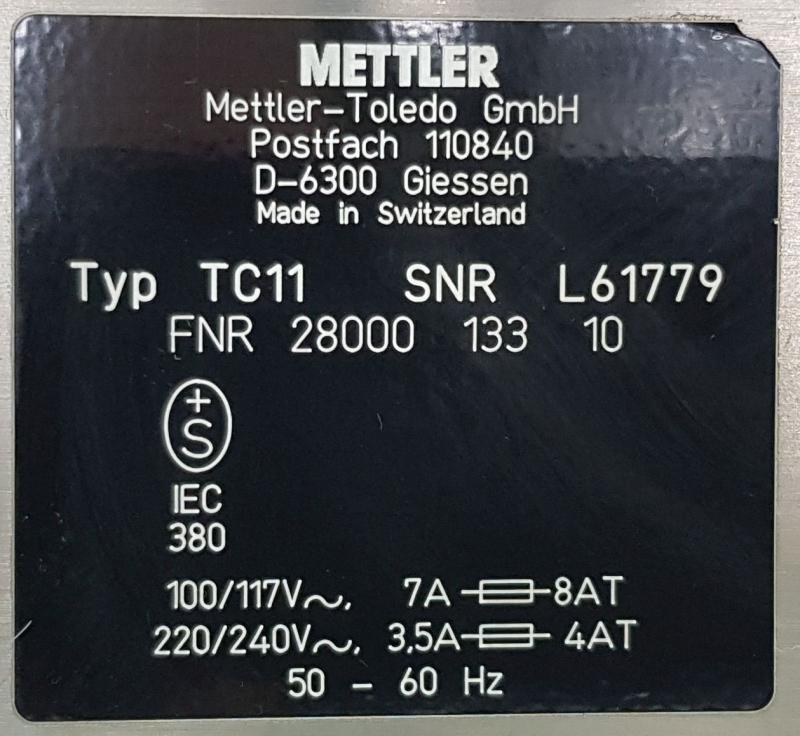 METTLER
Mettler-Toledo GmbH
Postfach 110840
D-6300 Giessen
Made in Switzerland
Typ TC11 SNR L61779
FNR 28000 133 10
+
S
IEC
380
100/117V~, 7A 8AT
220/240V~, 3,5A 4AT
50 - 60 Hz